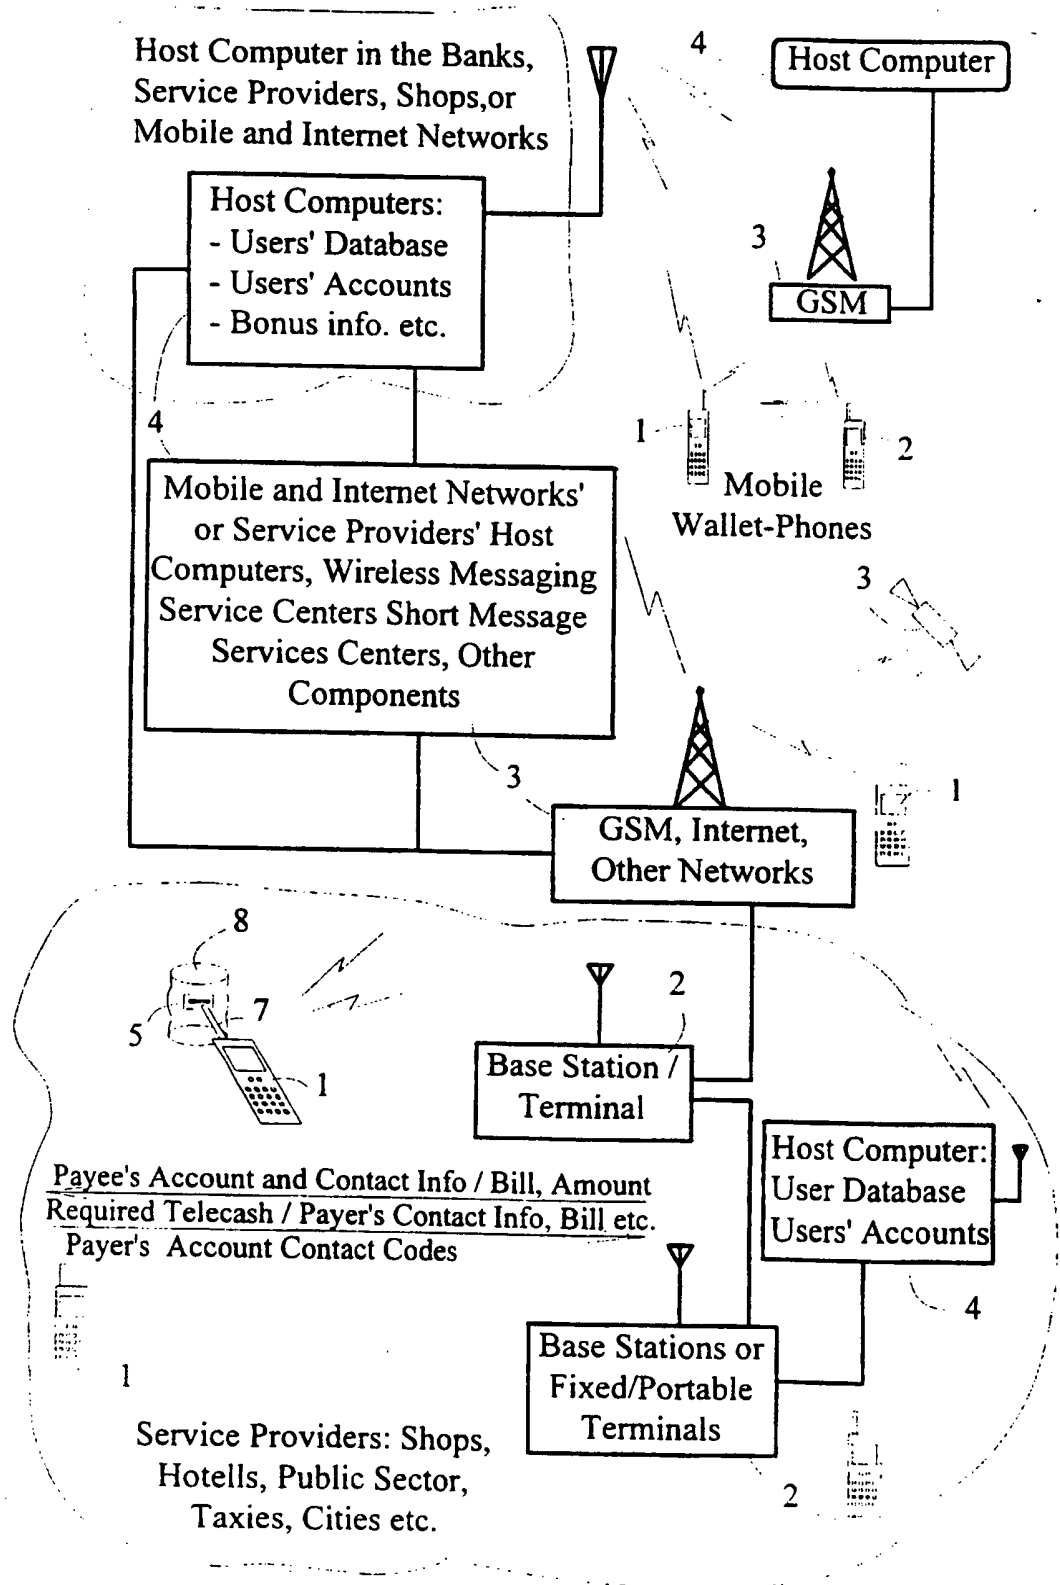 Host Computer in the Banks,
Service Providers, Shops,or
Mobile and Internet Networks
4
Host Computer
Host Computers:
- Users' Database
- Users' Accounts
- Bonus info. etc.
3
GSM
4
1
2
Mobile
Wallet-Phones
Mobile and Internet Networks'
or Service Providers' Host
Computers, Wireless Messaging
Service Centers Short Message
Services Centers, Other
Components
3
3
1
GSM, Internet,
Other Networks
8
5
7
1
2
Base Station /
Terminal
Host Computer:
User Database
Users' Accounts
4
Payee's Account and Contact Info / Bill, Amount
Required Telecash / Payer's Contact Info, Bill etc.
Payer's Account Contact Codes
1
Base Stations or
Fixed/Portable
Terminals
2
Service Providers: Shops,
Hotells, Public Sector,
Taxies, Cities etc.